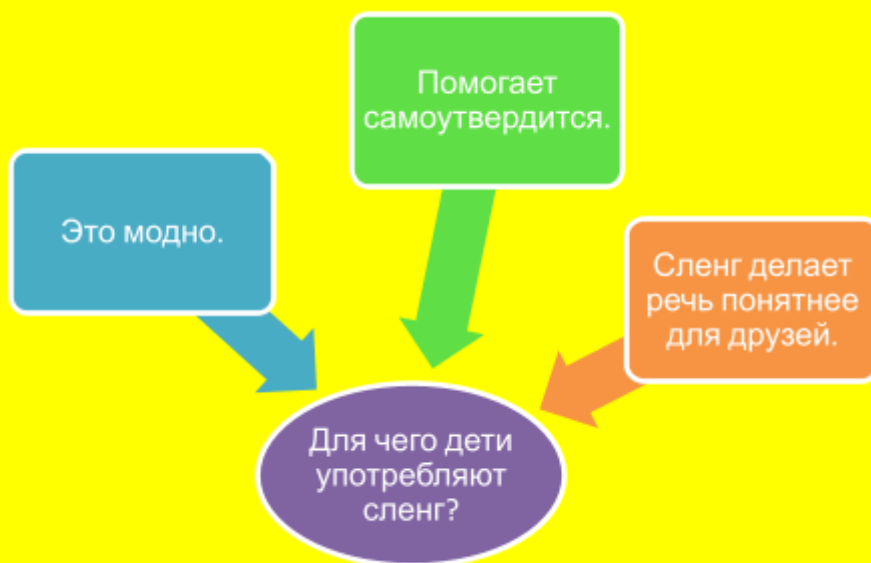 Помогает
самоутвердится.
Это модно.
Сленг делает
речь понятнее
для друзей.
Для чего дети
употребляют
сленг?